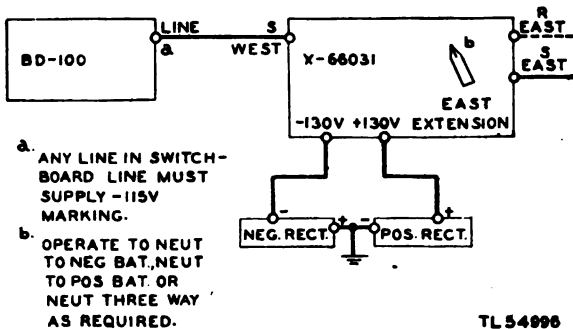 LINE S R
EAST
BD-100 a WEST X-66031 b S
EAST
EAST
-130V +130V EXTENSION
a. ANY LINE IN SWITCH-
BOARD LINE MUST
SUPPLY -115V
MARKING.
- + - +
NEG. RECT. POS. RECT.
b. OPERATE TO NEUT
TO NEG BAT., NEUT
TO POS BAT. OR
NEUT THREE WAY
AS REQUIRED.
TL54996